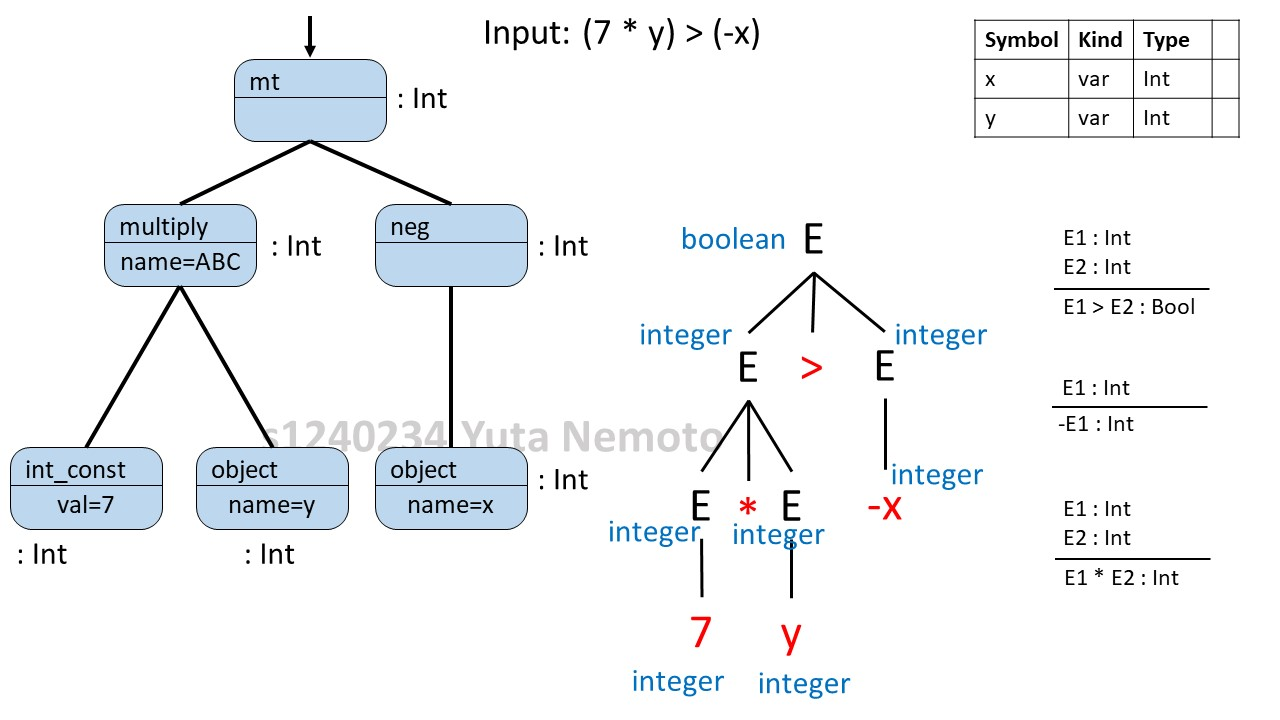 Input: (7 * y) > (-x)
Symbol Kind Type
x var Int
y var Int
mt
: Int
multiply
name=ABC
: Int
neg
: Int
int_const
val=7
: Int
object
name=y
: Int
object
name=x
: Int
s1240234 Yuta Nemoto
boolean E
integer integer
E > E
integer
E * E -x
integer integer
7 y
integer integer
E1 : Int
E2 : Int
E1 > E2 : Bool
E1 : Int
-E1 : Int
E1 : Int
E2 : Int
E1 * E2 : Int